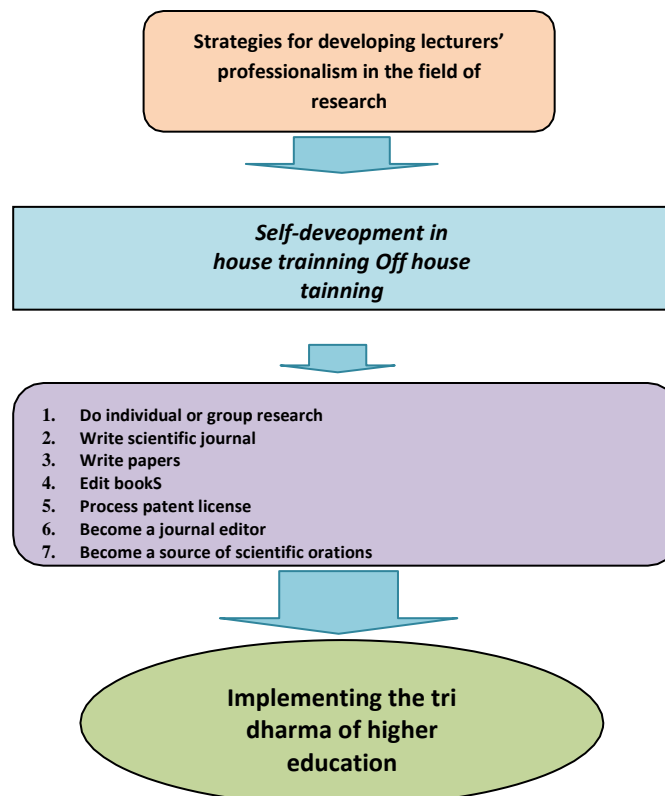 Strategies for developing lecturers’
professionalism in the field of
research
Self-deveopment in
house trainning Off house
tainning
1. Do individual or group research
2. Write scientific journal
3. Write papers
4. Edit bookS
5. Process patent license
6. Become a journal editor
7. Become a source of scientific orations
Implementing the tri
dharma of higher
education